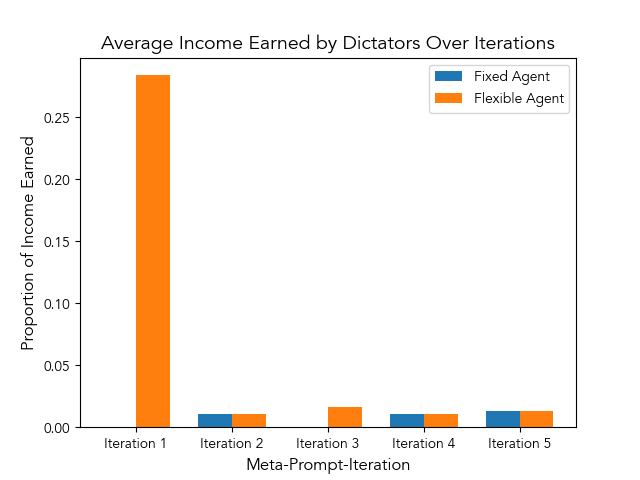 Average Income Earned by Dictators Over Iterations
Fixed Agent
Flexible Agent
Proportion of Income Earned
0.25
0.20
0.15
0.10
0.05
0.00
Iteration 1
Iteration 2
Iteration 3
Iteration 4
Iteration 5
Meta-Prompt-Iteration